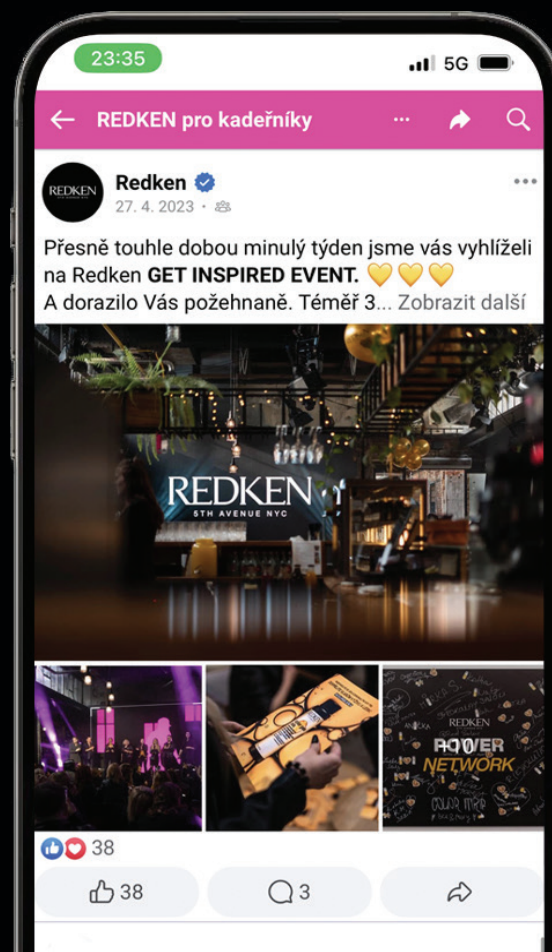 23:35
5G
REDKEN pro kadeřníky
REDKEN
Redken
27. 4. 2023
Přesně touhle dobou minulý týden jsme vás vyhlíželi
na Redken GET INSPIRED EVENT. 💛 💛 💛
A dorazilo Vás požehnaně. Téměř 3... Zobrazit další
REDKEN
5TH AVENUE NYC
REDKEN
POWER
+10
NETWORK
38
38
3